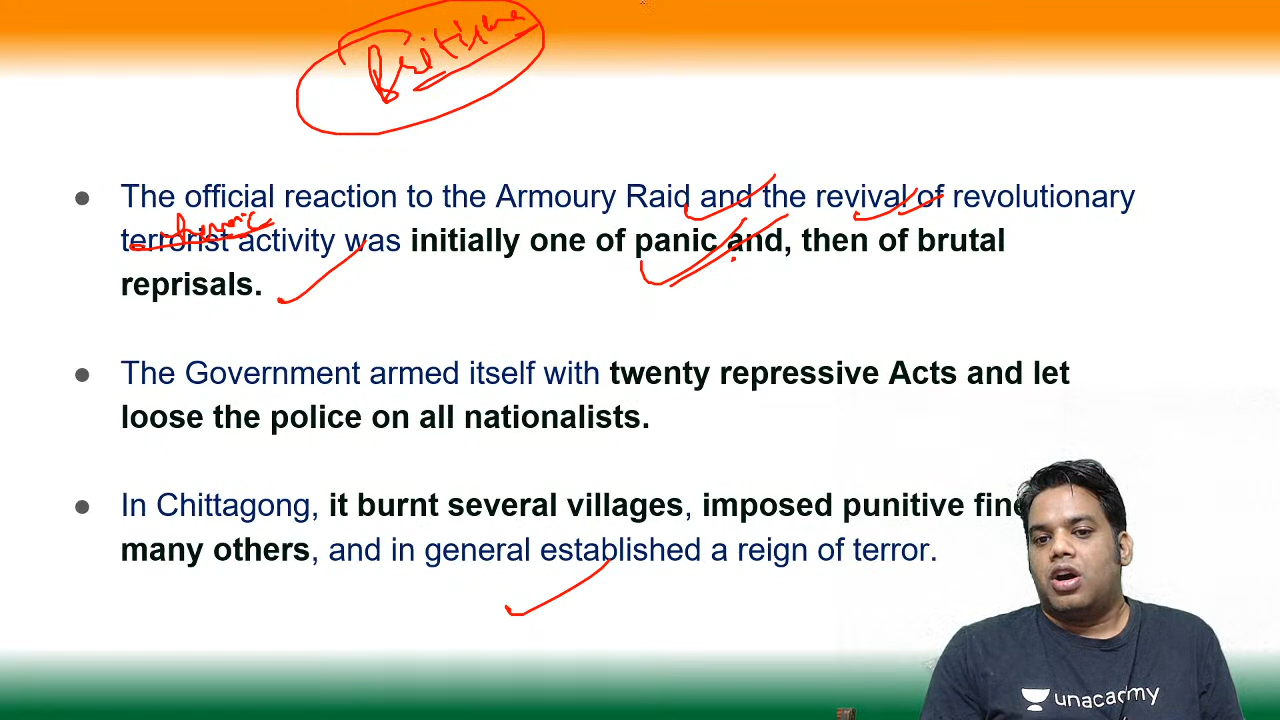 The official reaction to the Armoury Raid and the revival of revolutionary
terrorist activity was initially one of panic and, then of brutal
reprisals.
The Government armed itself with twenty repressive Acts and let
loose the police on all nationalists.
In Chittagong, it burnt several villages, imposed punitive fine
many others, and in general established a reign of terror.
unacademy